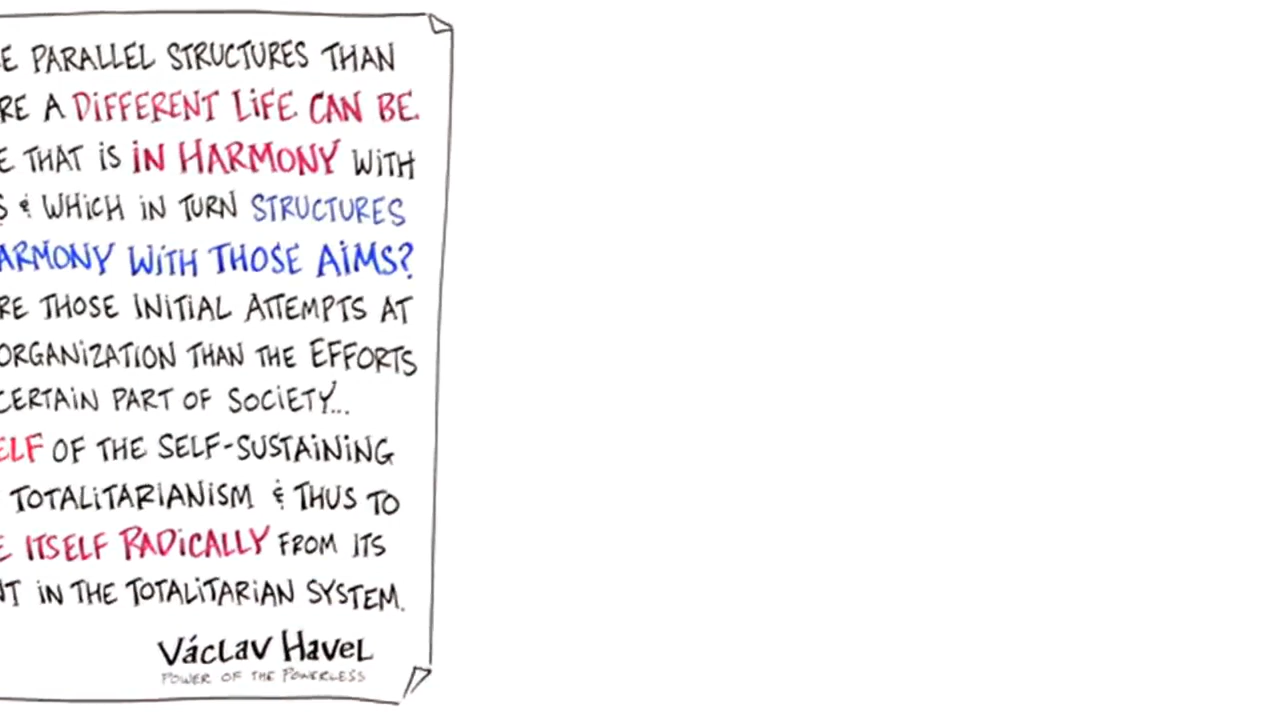 E PARALLEL STRUCTURES THAN
RE A DIFFERENT LIFE CAN BE
E THAT IS IN HARMONY WITH
S & WHICH IN TURN STRUCTURES
ARMONY WITH THOSE AIMS?
RE THOSE INITIAL ATTEMPTS AT
ORGANIZATION THAN THE EFFORTS
CERTAIN PART OF SOCIETY...
ELF OF THE SELF-SUSTAINING
TOTALITARIANISM & THUS TO
E ITSELF RADICALLY FROM ITS
NT IN THE TOTALITARIAN SYSTEM.
Václav Havel
POWER OF THE POWERLESS